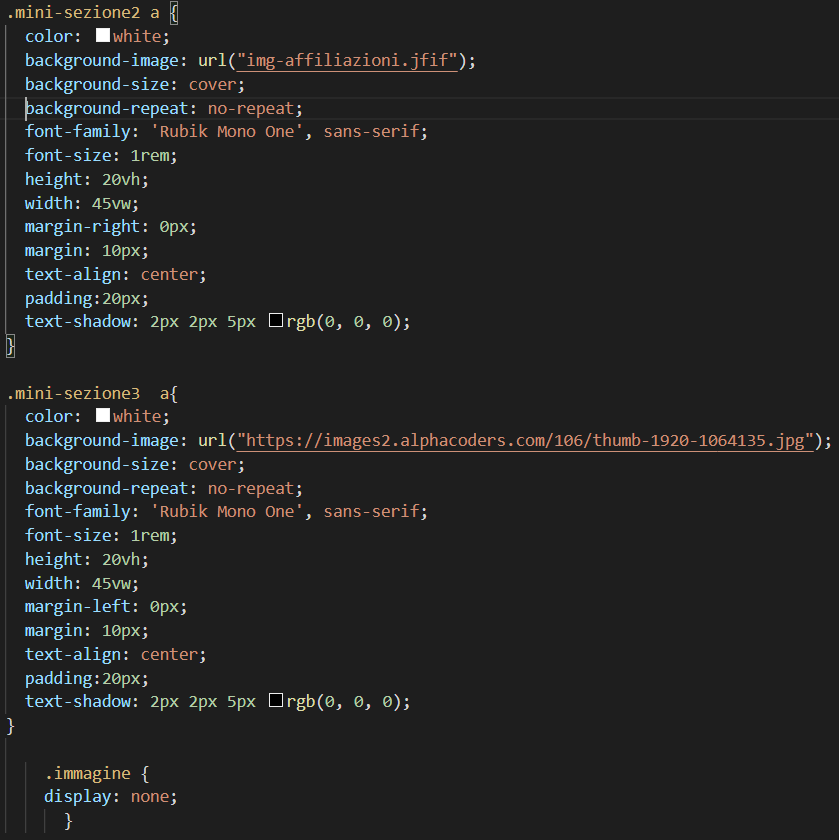 .mini-sezione2 a {
color: white;
background-image: url("img-affiliazioni.jfif");
background-size: cover;
background-repeat: no-repeat;
font-family: 'Rubik Mono One', sans-serif;
font-size: 1rem;
height: 20vh;
width: 45vw;
margin-right: 0px;
margin: 10px;
text-align: center;
padding:20px;
text-shadow: 2px 2px 5px rgb(0, 0, 0);
}
.mini-sezione3  a{
color: white;
background-image: url("https://images2.alphacoders.com/106/thumb-1920-1064135.jpg");
background-size: cover;
background-repeat: no-repeat;
font-family: 'Rubik Mono One', sans-serif;
font-size: 1rem;
height: 20vh;
width: 45vw;
margin-left: 0px;
margin: 10px;
text-align: center;
padding:20px;
text-shadow: 2px 2px 5px rgb(0, 0, 0);
}
.immagine {
display: none;
}